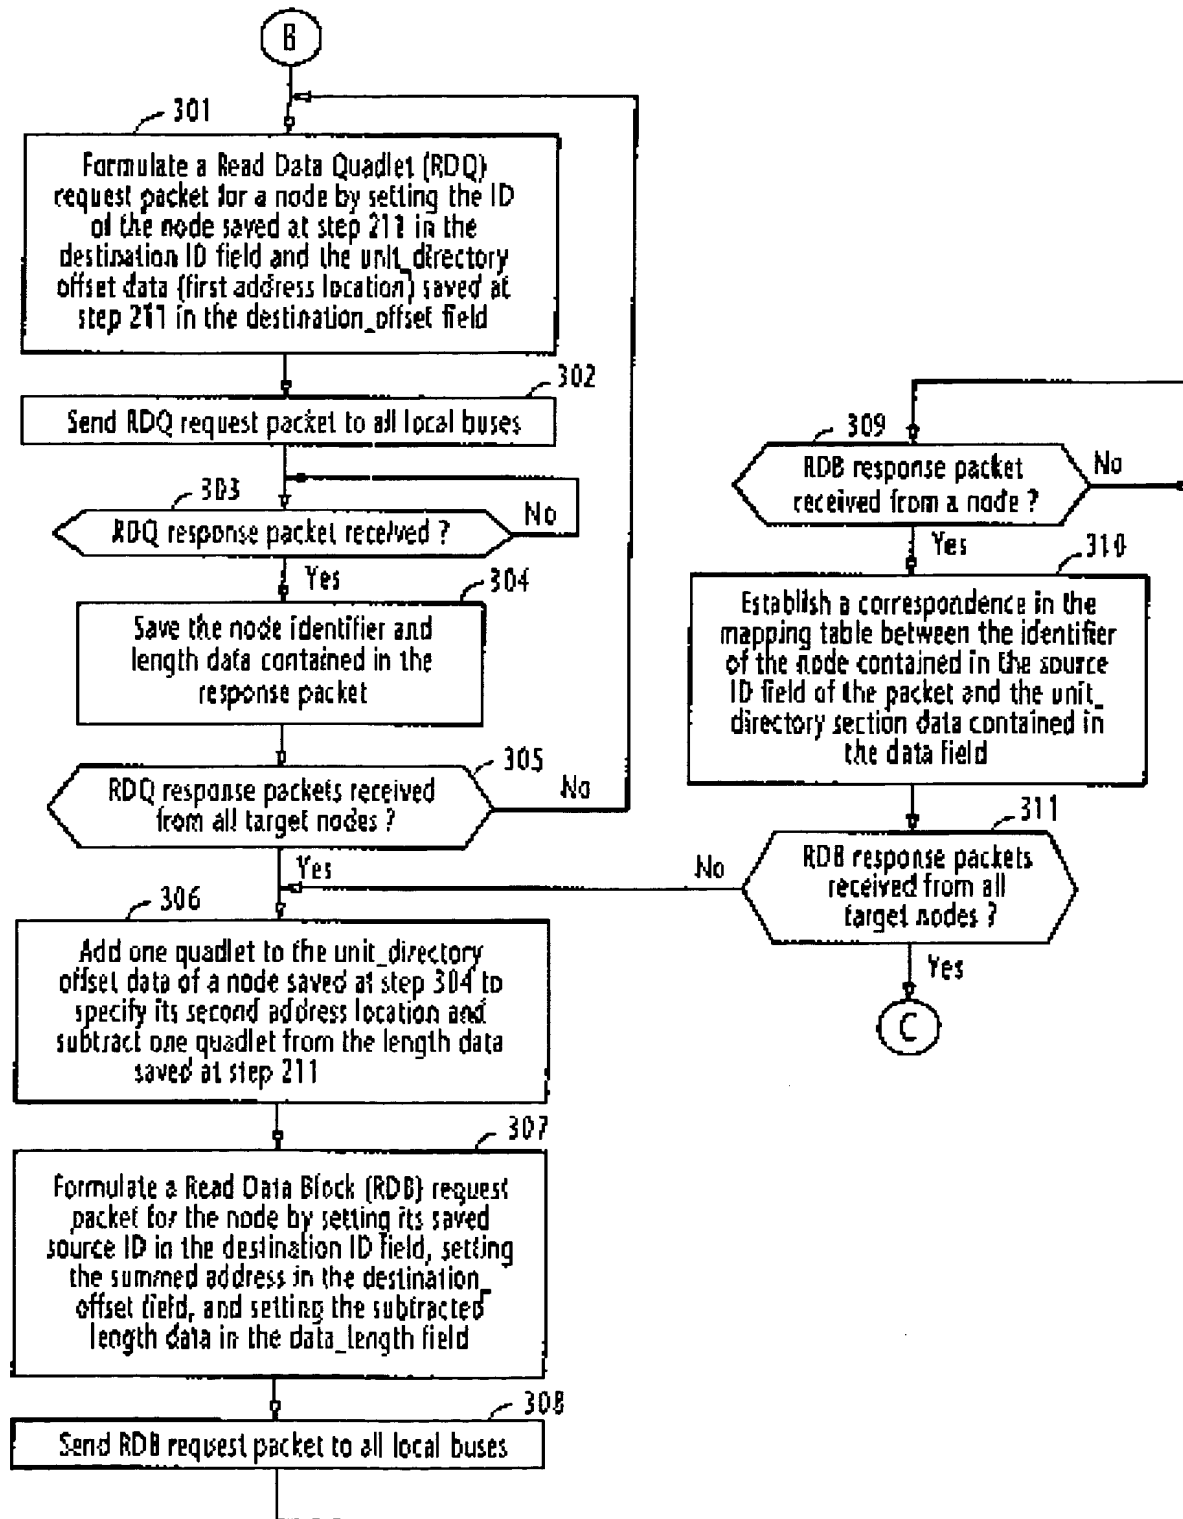 B
301
Formulate a Read Data Quadlet (RDQ)
request packet for a node by setting the ID
of the node saved at step 211 in the
destination ID field and the unit_directory
offset data (first address location) saved at
step 211 in the destination_offset field
302
Send RDQ request packet to all local buses
303
RDQ response packet received ?
No
Yes
304
Save the node identifier and
length data contained in the
response packet
305
RDQ response packets received
from all target nodes ?
No
Yes
306
Add one quadlet to the unit_directory
offset data of a node saved at step 304 to
specify its second address location and
subtract one quadlet from the length data
saved at step 211
307
Formulate a Read Data Block (RDB) request
packet for the node by setting its saved
source ID in the destination ID field, setting
the summed address in the destination_
offset field, and setting the subtracted
length data in the data_length field
308
Send RDB request packet to all local buses
309
RDB response packet
received from a node ?
No
Yes
310
Establish a correspondence in the
mapping table between the identifier
of the node contained in the source
ID field of the packet and the unit_
directory section data contained in
the data field
311
RDB response packets
received from all
target nodes ?
No
Yes
C